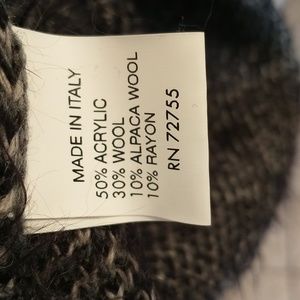 MADE IN ITALY
50% ACRYLIC
30% WOOL
10% ALPACA WOOL
10% RAYON
RN 72755